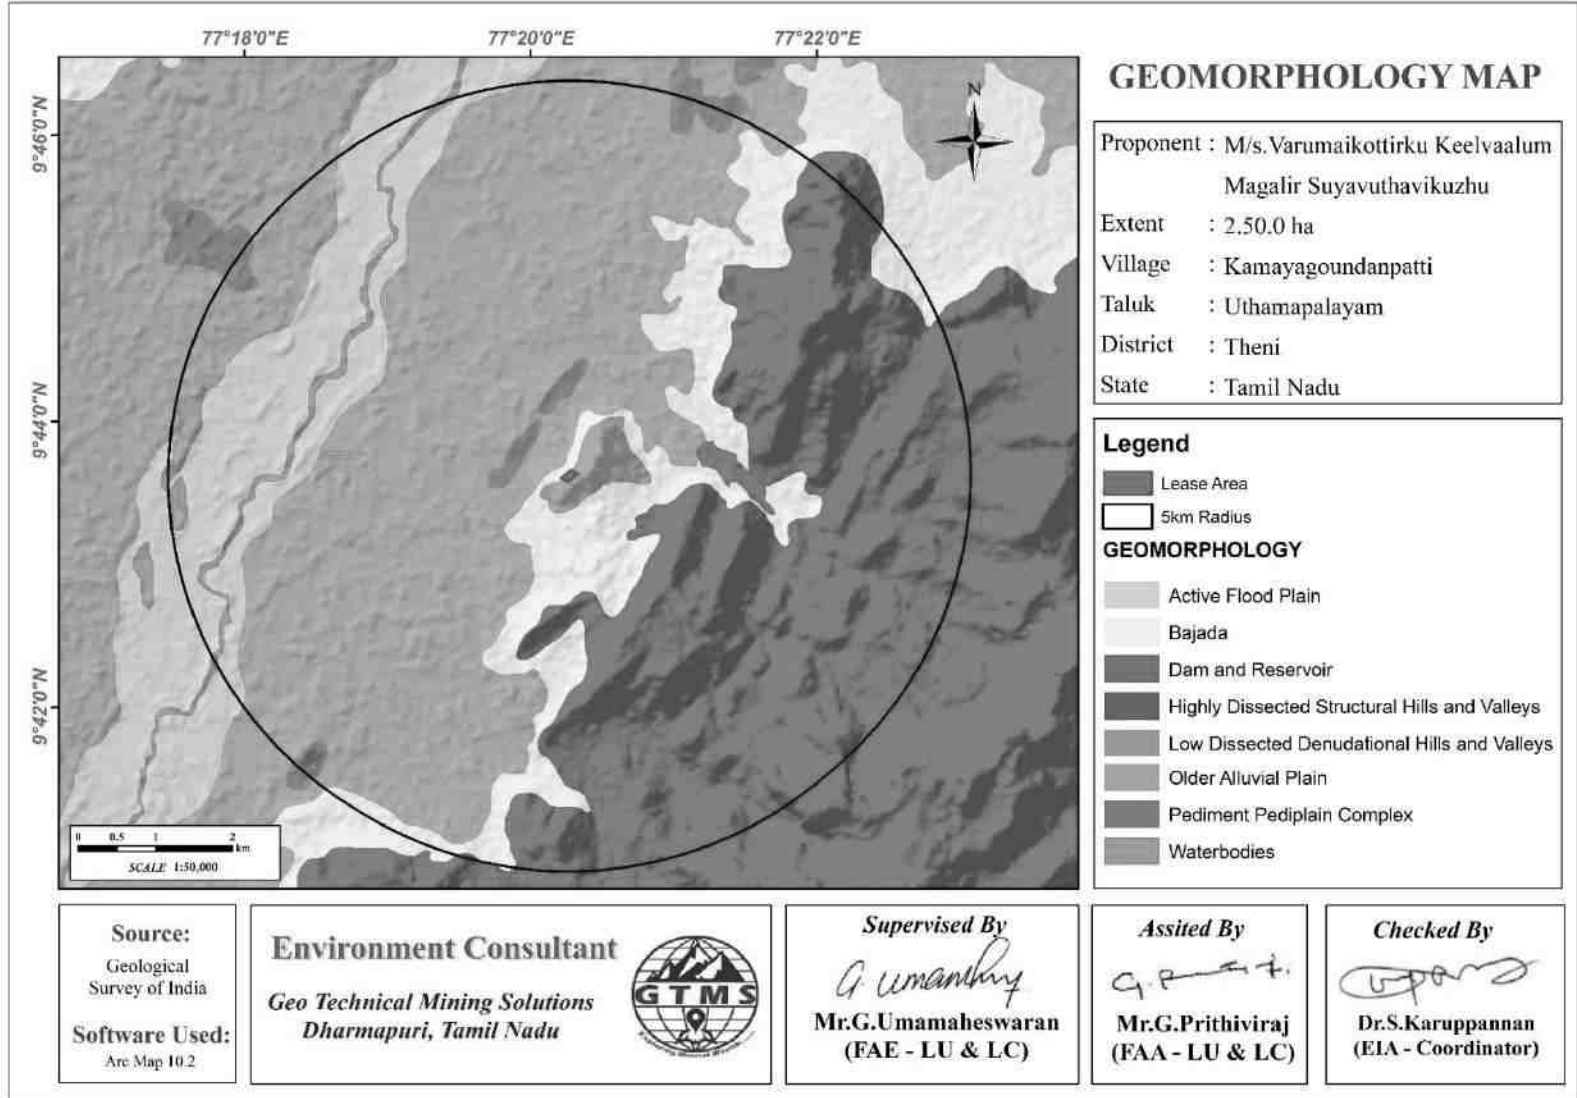 77°18'0"E
77°20'0"E
77°22'0"E
9°46'0"N
9°44'0"N
9°42'0"N
N
0 0.5 1 2
km
SCALE 1:50,000
GEOMORPHOLOGY MAP
Proponent : M/s.Varumaikottirku Keelvaalum
Magalir Suyavuthavikuzhu
Extent : 2.50.0 ha
Village : Kamayagoundanpatti
Taluk : Uthamapalayam
District : Theni
State : Tamil Nadu
Legend
Lease Area
5km Radius
GEOMORPHOLOGY
Active Flood Plain
Bajada
Dam and Reservoir
Highly Dissected Structural Hills and Valleys
Low Dissected Denudational Hills and Valleys
Older Alluvial Plain
Pediment Pediplain Complex
Waterbodies
Source:
Geological
Survey of India
Software Used:
Arc Map 10.2
Environment Consultant
Geo Technical Mining Solutions
Dharmapuri, Tamil Nadu
GTMS
Supervised By
Mr.G.Umamaheswaran
(FAE - LU & LC)
Assited By
Mr.G.Prithiviraj
(FAA - LU & LC)
Checked By
Dr.S.Karuppannan
(EIA - Coordinator)